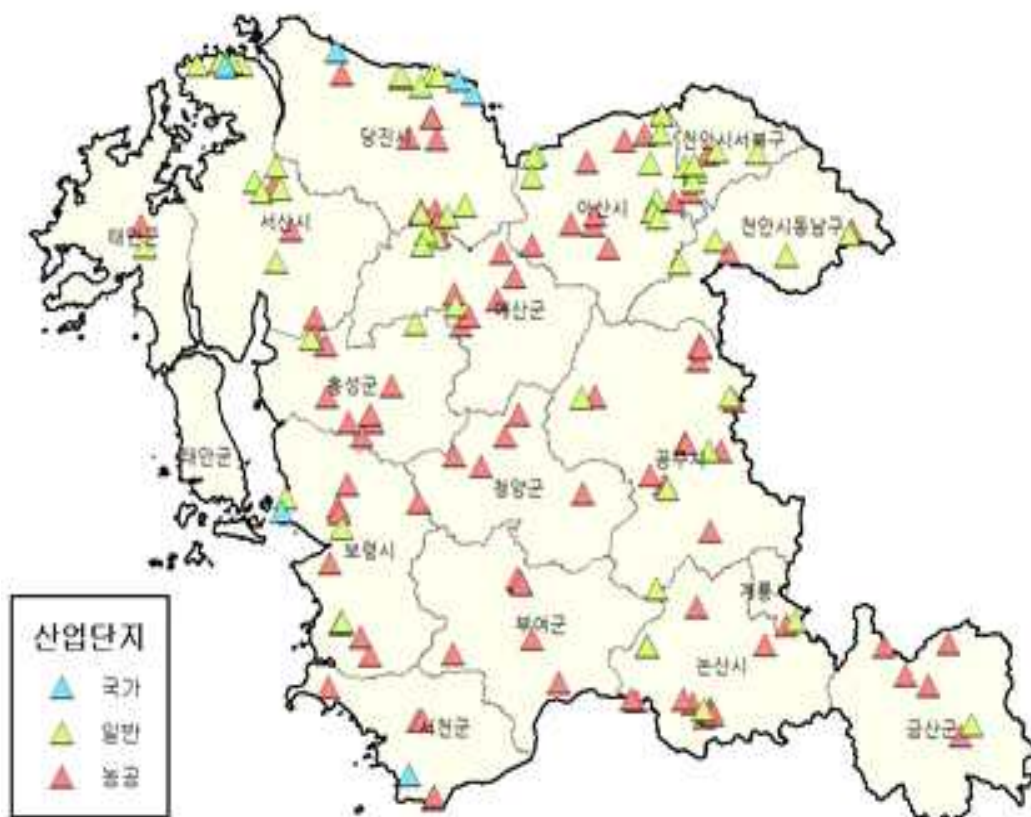 당진시
천안시서북구
아산시
서산시
태안군
천안시동남구
예산군
홍성군
공주시
태안군
청양군
보령시
계룡
부여군
논산시
서천군
금산군
산업단지
국가
일반
농공